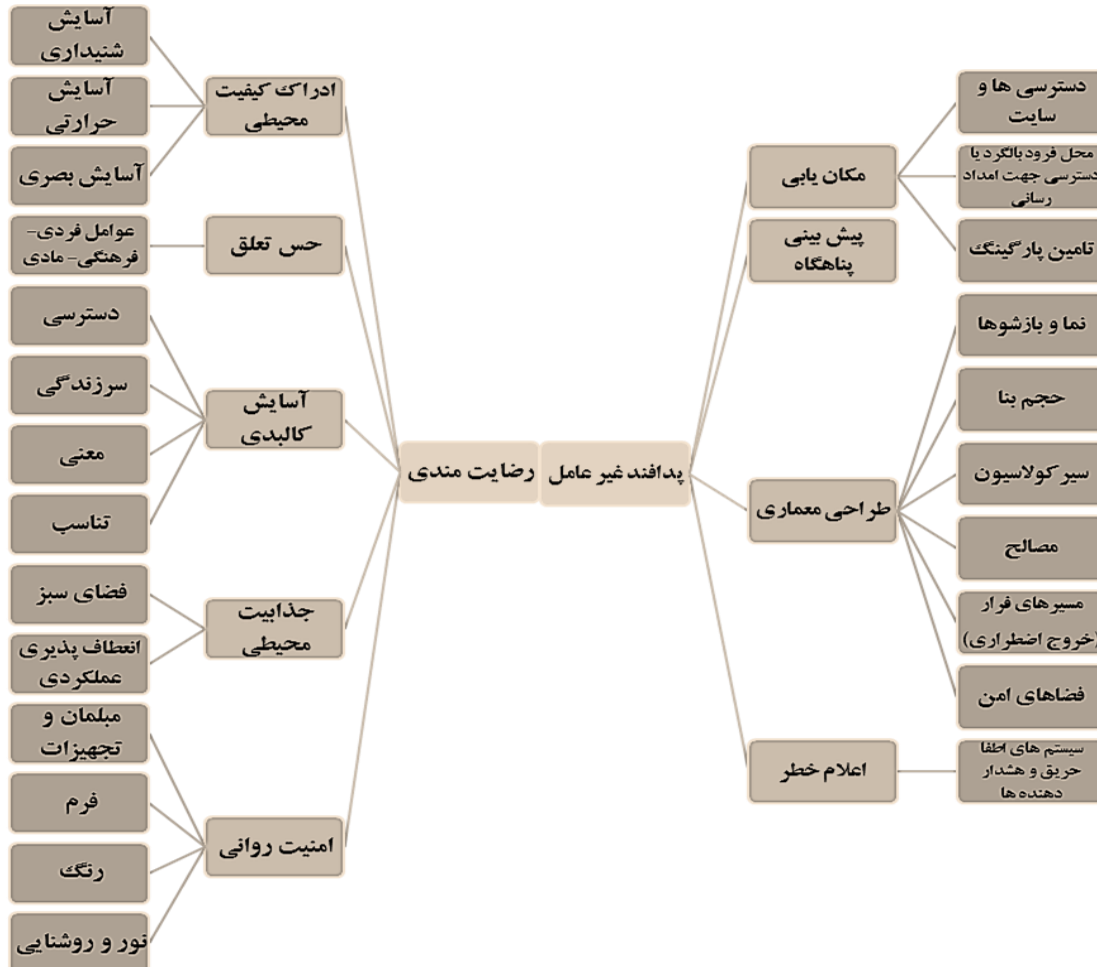 دسترسی ها و
سایت
محل فرود بالگرد یا
دسترسی جهت امداد
رسانی
تامین پارگینگ
مکان یابی
پیش بینی
پناهگاه
نما و بازشوها
حجم بنا
سیر کولاسیون
مصالح
مسیرهای فرار
(خروج اضطراری)
فضاهای امن
طراحی معماری
سیستم های اطفا
حریق و هشدار
دهنده ها
اعلام خطر
پدافند غیر عامل
رضایت مندی
ادراک کیفیت
محیطی
آسایش
شنیداری
آسایش
حرارتی
آسایش بصری
حس تعلق
عوامل فردی-
فرهنگی- مادی
آسایش
کالبدی
دسترسی
سرزندگی
معنی
تناسب
جذابیت
محیطی
فضای سبز
انعطاف پذیری
عملکردی
امنیت روانی
مبلمان و
تجهیزات
فرم
رنگ
نور و روشنایی